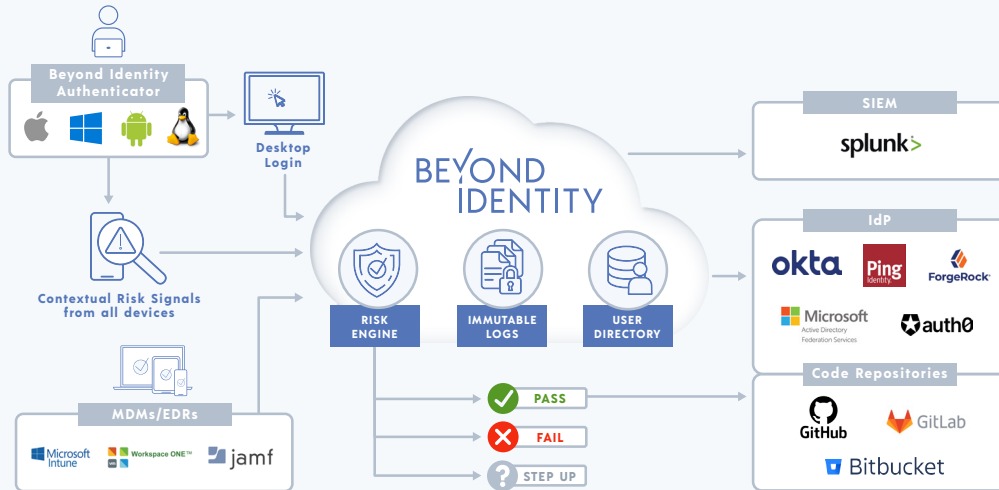 Beyond Identity
Authenticator
Desktop
Login
Contextual Risk Signals
from all devices
MDMs/EDRs
Microsoft
Intune
vm
Workspace ONE™
jamf
BEYOND
IDENTITY
RISK
ENGINE
IMMUTABLE
LOGS
USER
DIRECTORY
PASS
FAIL
? STEP UP
SIEM
splunk>
IdP
okta
Ping
Identity.
ForgeRock
Microsoft
Active Directory
Federation Services
auth0
Code Repositories
GitHub
GitLab
Bitbucket